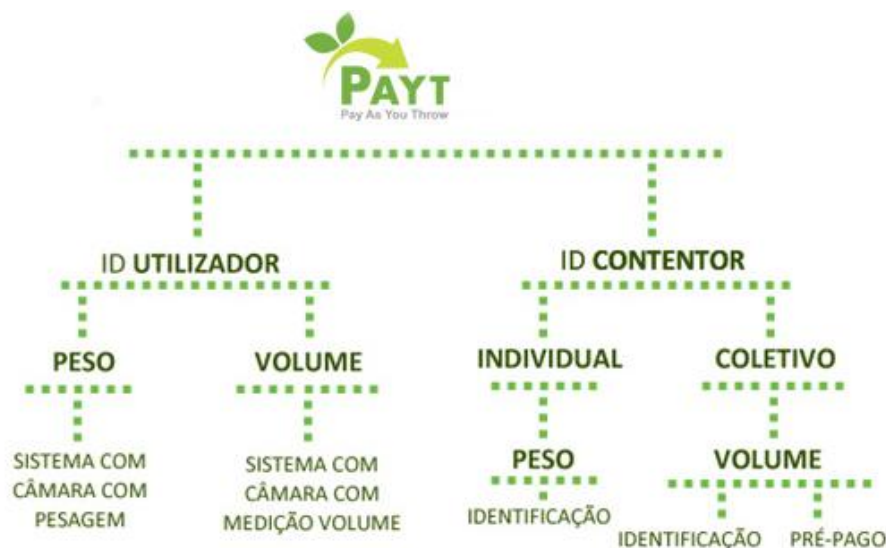 PAYT
Pay As You Throw
ID UTILIZADOR
ID CONTENTOR
PESO
VOLUME
INDIVIDUAL
COLETIVO
SISTEMA COM
CÂMARA COM
PESAGEM
SISTEMA COM
CÂMARA COM
MEDIÇÃO VOLUME
PESO
IDENTIFICAÇÃO
VOLUME
IDENTIFICAÇÃO
PRÉ-PAGO